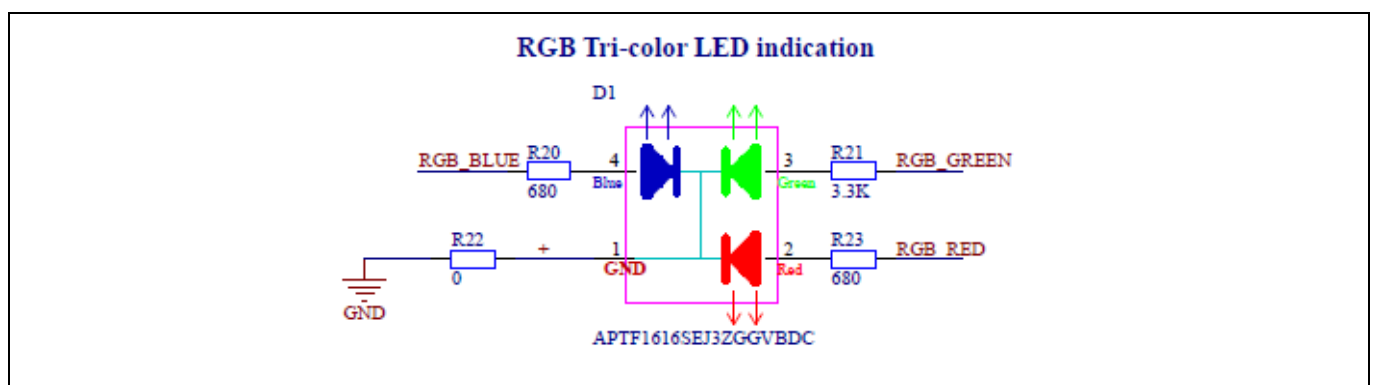 RGB Tri-color LED indication
D1
RGB_BLUE R20 4 3 R21 RGB_GREEN
680 Blue Green 3.3K
R22 + 1 2 R23 RGB_RED
0 GND Red 680
GND
APTF1616SEJ3ZGGVBDC